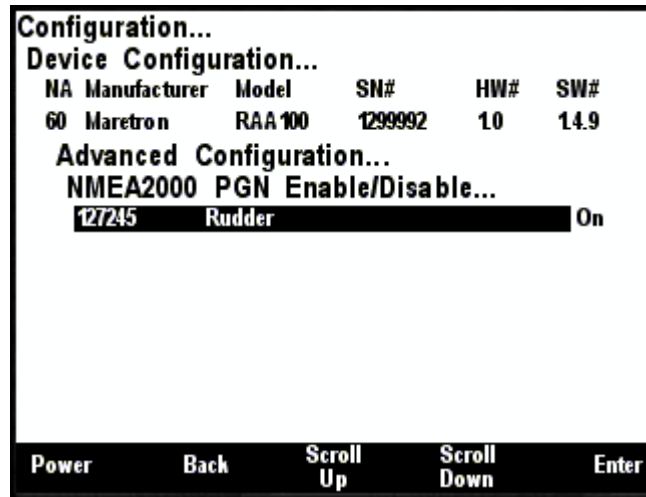 Configuration...
Device Configuration...
NA Manufacturer Model SN# HW# SW#
60 Maretron RAA100 1299992 1.0 1.4.9
Advanced Configuration...
NMEA2000 PGN Enable/Disable...
127245 Rudder On
Power Back Scroll Up Scroll Down Enter